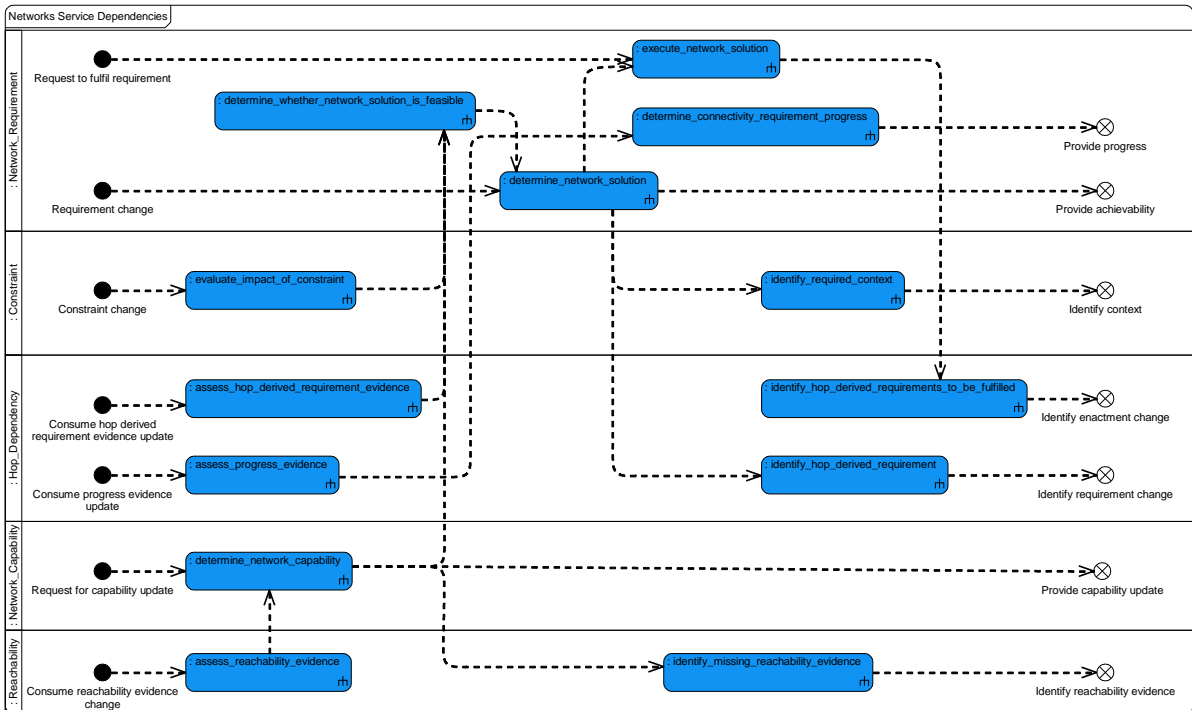 Networks Service Dependencies
: Network_Requirement
Request to fulfil requirement
: execute_network_solution
: determine_whether_network_solution_is_feasible
: determine_connectivity_requirement_progress
Provide progress
Requirement change
: determine_network_solution
Provide achievability
: Constraint
Constraint change
: evaluate_impact_of_constraint
: identify_required_context
Identify context
: Hop_Dependency
Consume hop derived
requirement evidence update
: assess_hop_derived_requirement_evidence
: identify_hop_derived_requirements_to_be_fulfilled
Identify enactment change
Consume progress evidence
update
: assess_progress_evidence
: identify_hop_derived_requirement
Identify requirement change
: Network_Capability
Request for capability update
: determine_network_capability
Provide capability update
: Reachability
Consume reachability evidence
change
: assess_reachability_evidence
: identify_missing_reachability_evidence
Identify reachability evidence